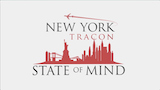 NEW YORK
TRACON
STATE OF MIND